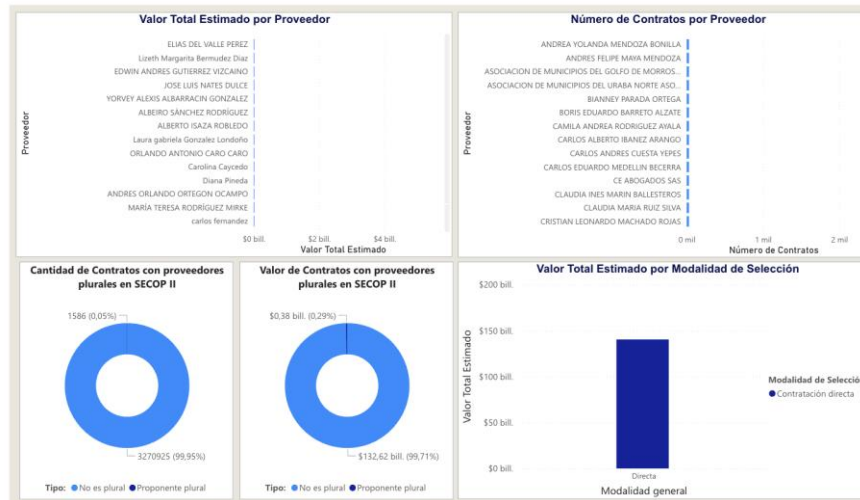 Valor Total Estimado por Proveedor
Proveedor
ELIAS DEL VALLE PEREZ
Lizeth Margarita Bermudez Diaz
EDWIN ANDRES GUTIERREZ VIZCAINO
JOSE LUIS NATES DULCE
YORVEY ALEXIS ALBARRACIN GONZALEZ
ALBEIRO SÁNCHEZ RODRÍGUEZ
ALBERTO ISAZA ROBLEDO
Laura gabriela Gonzalez Londoño
ORLANDO ANTONIO CARO CARO
Carolina Caycedo
Diana Pineda
ANDRES ORLANDO ORTEGON OCAMPO
MARÍA TERESA RODRÍGUEZ MIRKE
carlos fernandez
$0 bill. $2 bill. $4 bill.
Valor Total Estimado
Número de Contratos por Proveedor
Proveedor
ANDREA YOLANDA MENDOZA BONILLA
ANDRES FELIPE MAYA MENDOZA
ASOCIACION DE MUNICIPIOS DEL GOLFO DE MORROS...
ASOCIACION DE MUNICIPIOS DEL URABA NORTE ASO...
BIANNEY PARADA ORTEGA
BORIS EDUARDO BARRETO ALZATE
CAMILA ANDREA RODRIGUEZ AYALA
CARLOS ALBERTO IBANEZ ARANGO
CARLOS ANDRES CUESTA YEPES
CARLOS EDUARDO MEDELLIN BECERRA
CE ABOGADOS SAS
CLAUDIA INES MARIN BALLESTEROS
CLAUDIA MARIA RUIZ SILVA
CRISTIAN LEONARDO MACHADO ROJAS
0 mil 1 mil 2 mil
Número de Contratos
Cantidad de Contratos con proveedores
plurales en SECOP II
1586 (0,05%)
3270925 (99,95%)
Tipo: No es plural Proponente plural
Valor de Contratos con proveedores
plurales en SECOP II
$0,38 bill. (0,29%)
$132,62 bill. (99,71%)
Tipo: No es plural Proponente plural
Valor Total Estimado por Modalidad de Selección
Valor Total Estimado
$200 bill.
$150 bill.
$100 bill.
$50 bill.
$0 bill.
Directa
Modalidad general
Modalidad de Selecció
Contratación directa